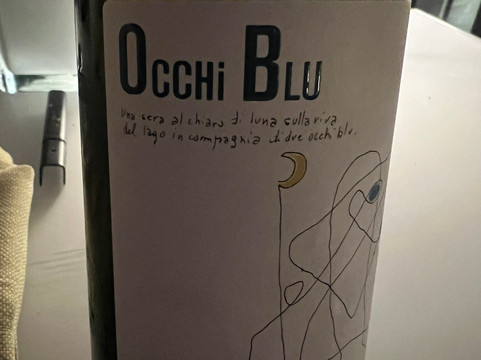 Occhi Blu
Una sera al chiaro di luna sulla riva
del lago in compagnia di due occhi blu.